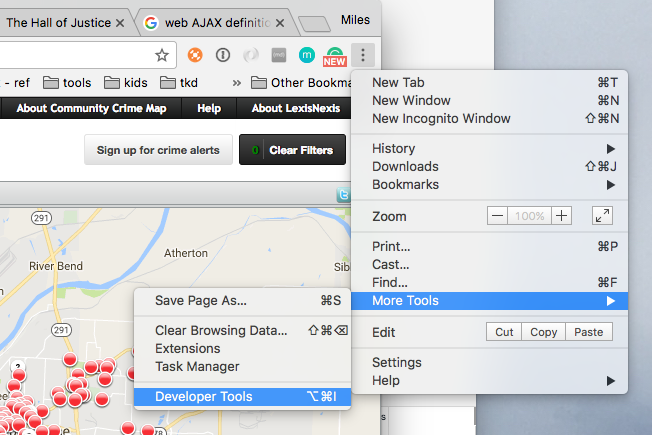 The Hall of Justice
web AJAX definitio
Miles
NEW
- ref
tools
kids
tkd
»
Other Bookma
About Community Crime Map
Help
About LexisNexis
Sign up for crime alerts
0 Clear Filters
291
River Bend
Atherton
Sib
291
?
78
New Tab ⌘T
New Window ⌘N
New Incognito Window ⇧⌘N
History
Downloads ⇧⌘J
Bookmarks
Zoom — 100% +
Print... ⌘P
Cast...
Find... ⌘F
More Tools
Edit Cut Copy Paste
Settings
Help
Save Page As... ⌘S
Clear Browsing Data... ⇧⌘⌫
Extensions
Task Manager
Developer Tools ⌥⌘I
s